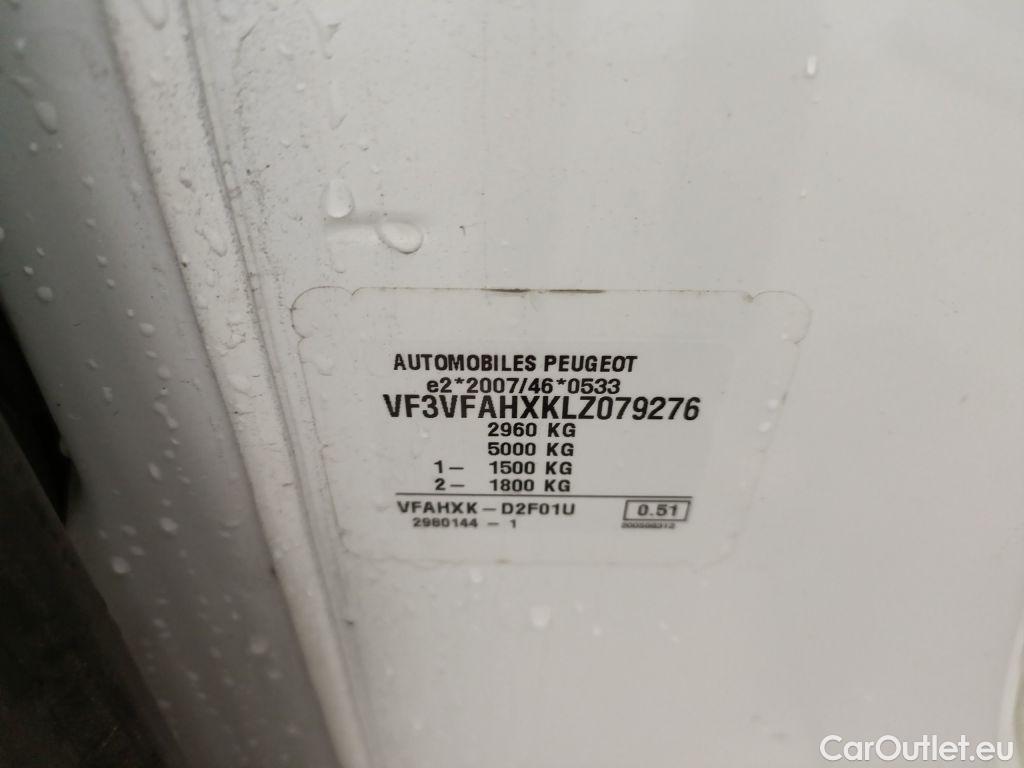 AUTOMOBILES PEUGEOT
e2*2007/46*0533
VF3VFAHXKLZ079276
2960 KG
5000 KG
1– 1500 KG
2– 1800 KG
VFAHXK – D2F01U 0.51
2980144 – 1
CarOutlet.eu